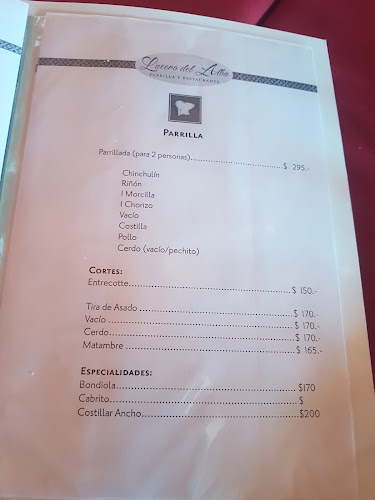 Lucero del Alba
PARRILLA & RESTAURANTE
PARRILLA
Parrillada (para 2 personas)..............................$ 295.-
Chinchulín
Riñón
1 Morcilla
1 Chorizo
Vacío
Costilla
Pollo
Cerdo (vacío/pechito)
CORTES:
Entrecotte..............................................$ 150.-
Tira de Asado ..........................................$ 170.-
Vacío ..................................................$ 170.-
Cerdo...................................................$ 170.-
Matambre ...............................................$ 165.-
ESPECIALIDADES:
Bondiola................................................$170
Cabrito.................................................$
Costillar Ancho.........................................$200